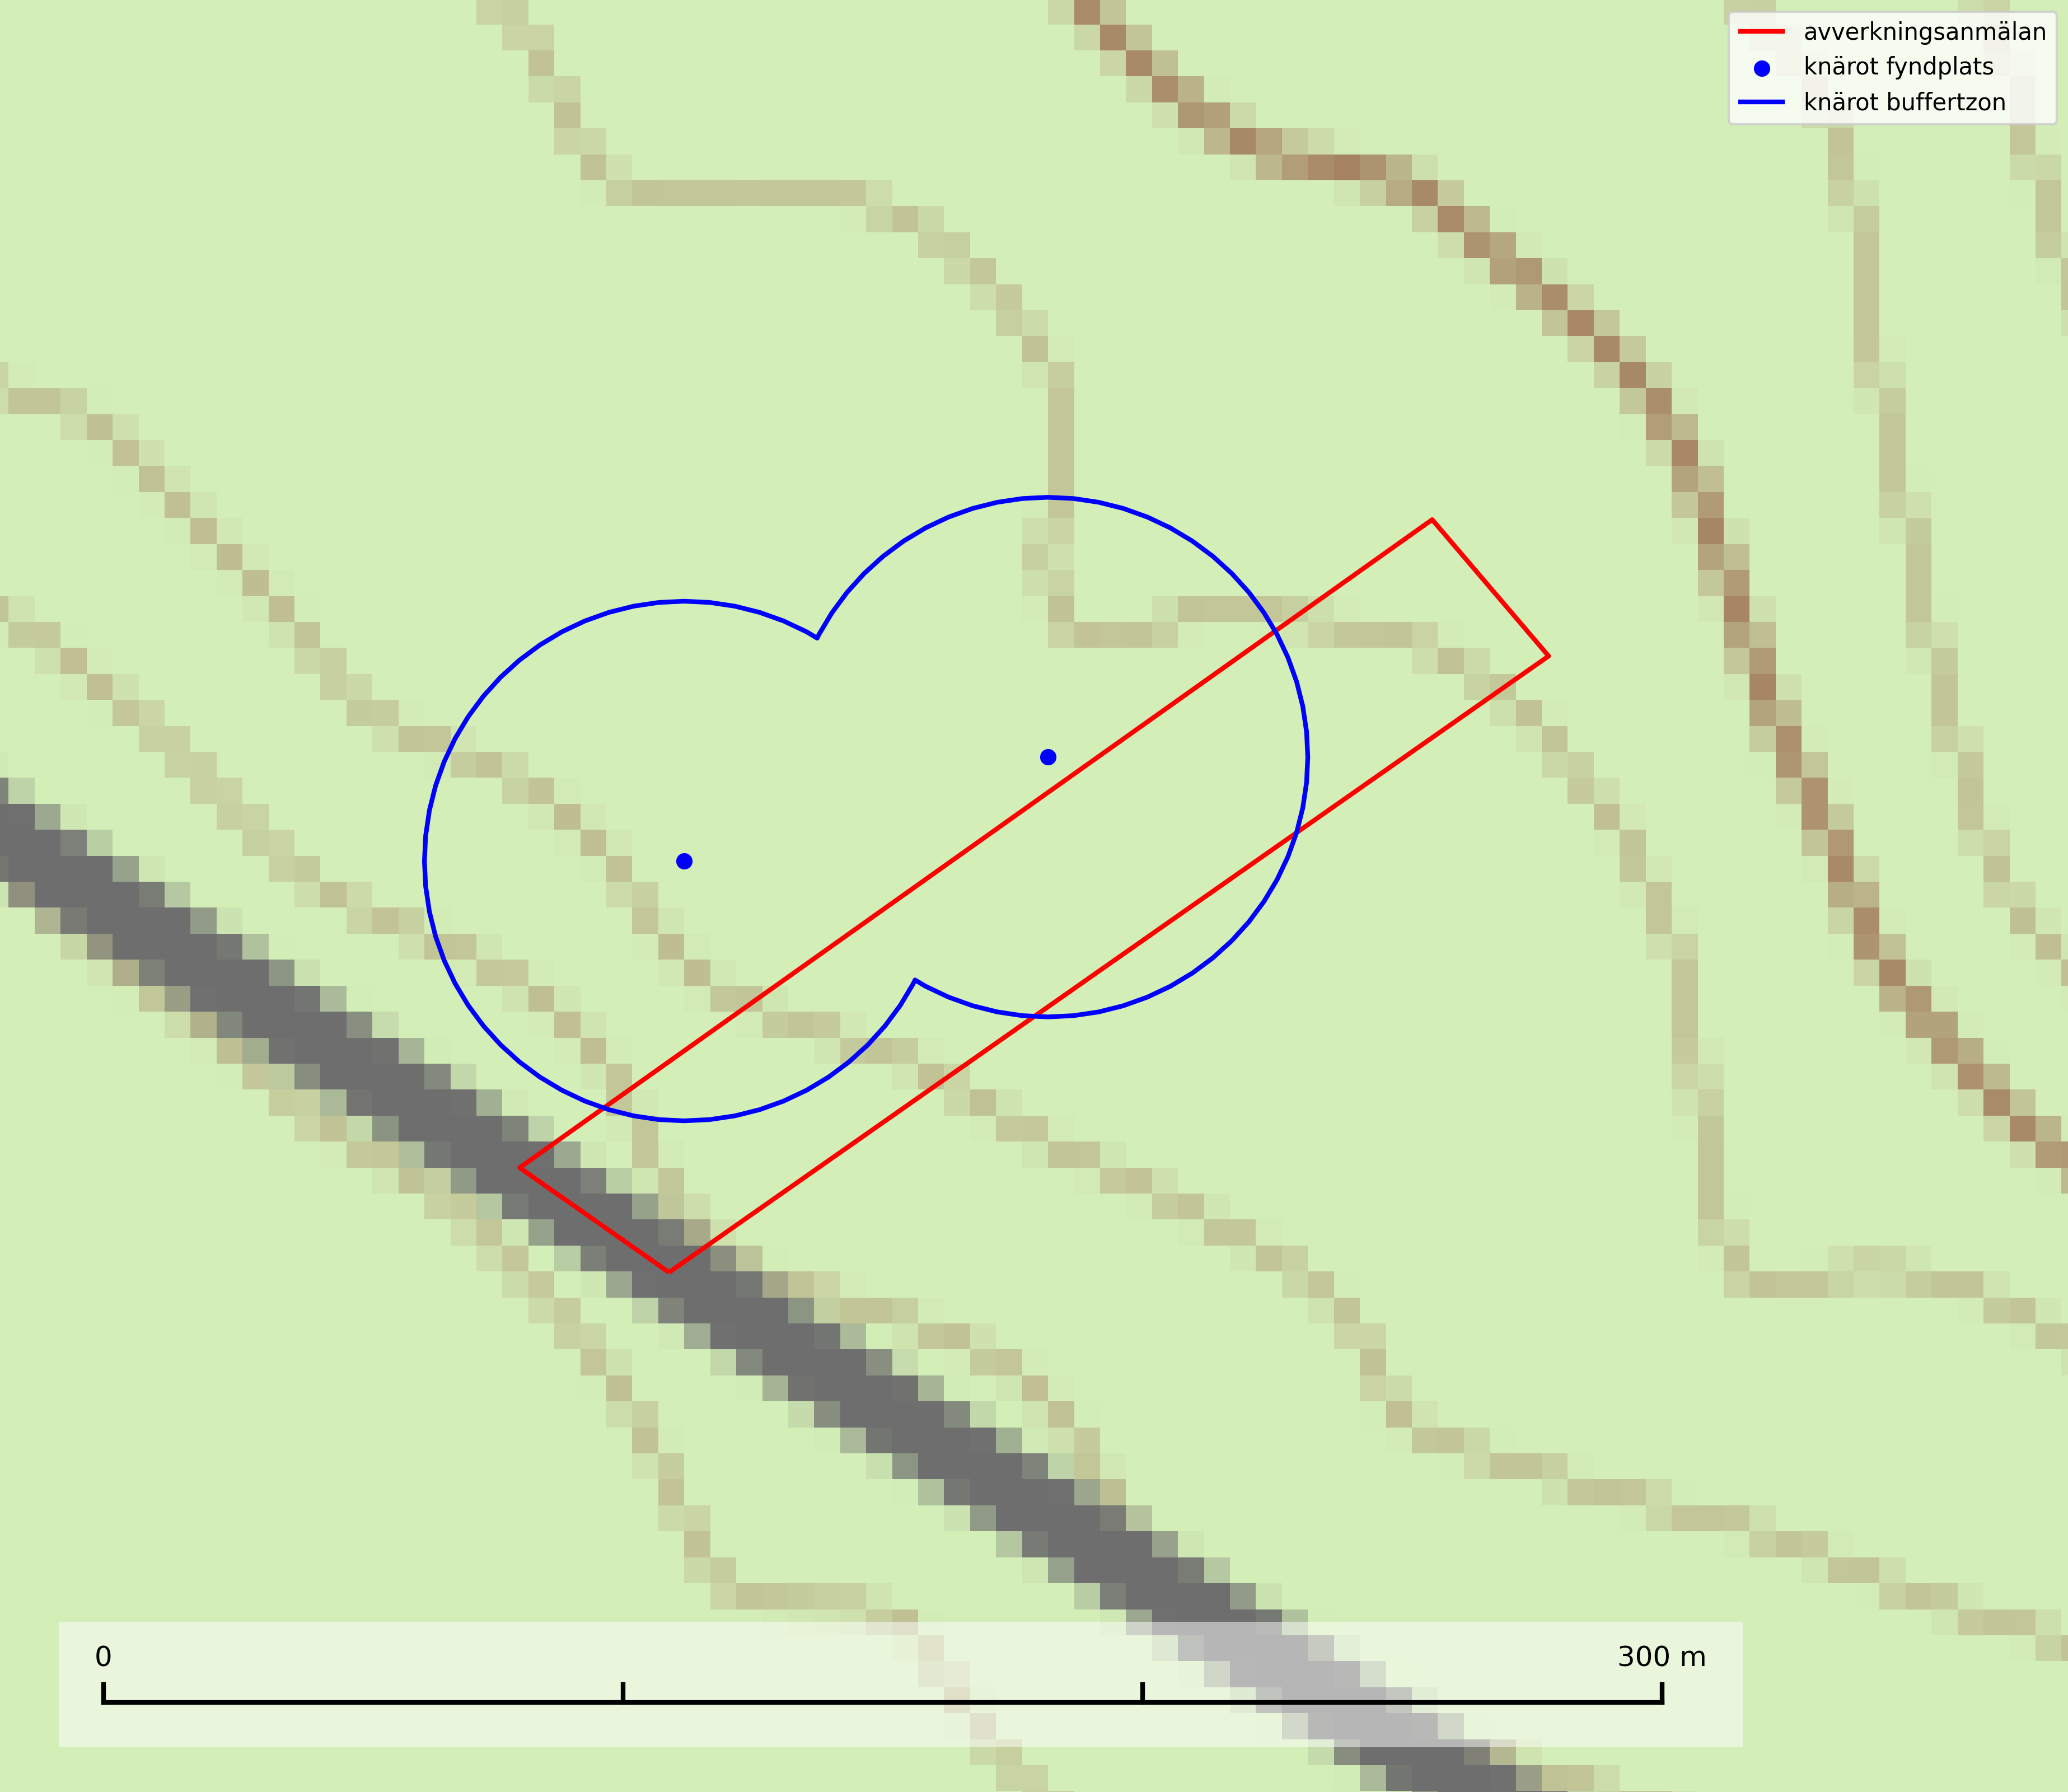 avverkningsanmälan
knärot fyndplats
knärot buffertzon
0 300 m